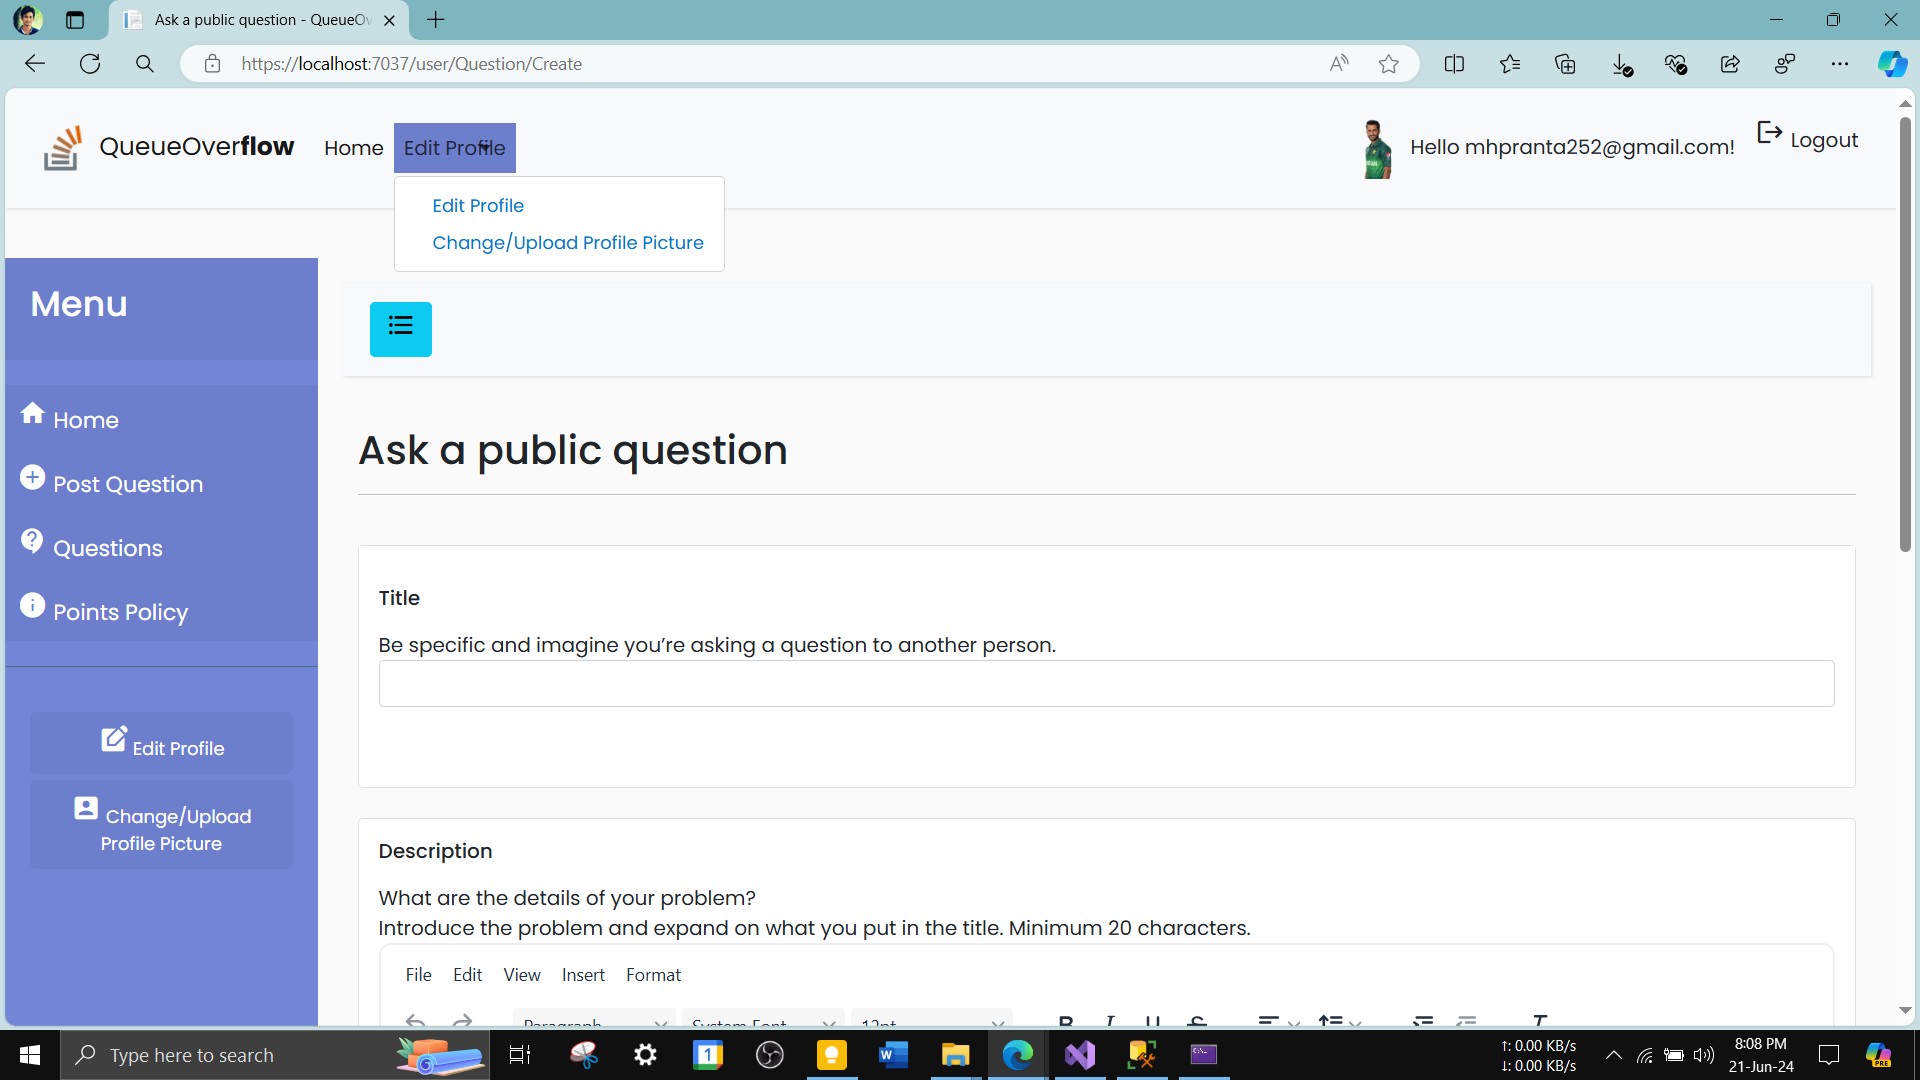 Ask a public question - QueueOv
https://localhost:7037/user/Question/Create
QueueOverflow
Home
Edit Profile
Hello mhpranta252@gmail.com!
Logout
Edit Profile
Change/Upload Profile Picture
Menu
Home
Post Question
Questions
Points Policy
Edit Profile
Change/Upload
Profile Picture
Ask a public question
Title
Be specific and imagine you’re asking a question to another person.
Description
What are the details of your problem?
Introduce the problem and expand on what you put in the title. Minimum 20 characters.
File Edit View Insert Format
Paragraph System Font 12pt
Type here to search
↑: 0.00 KB/s
↓: 0.00 KB/s
8:08 PM
21-Jun-24